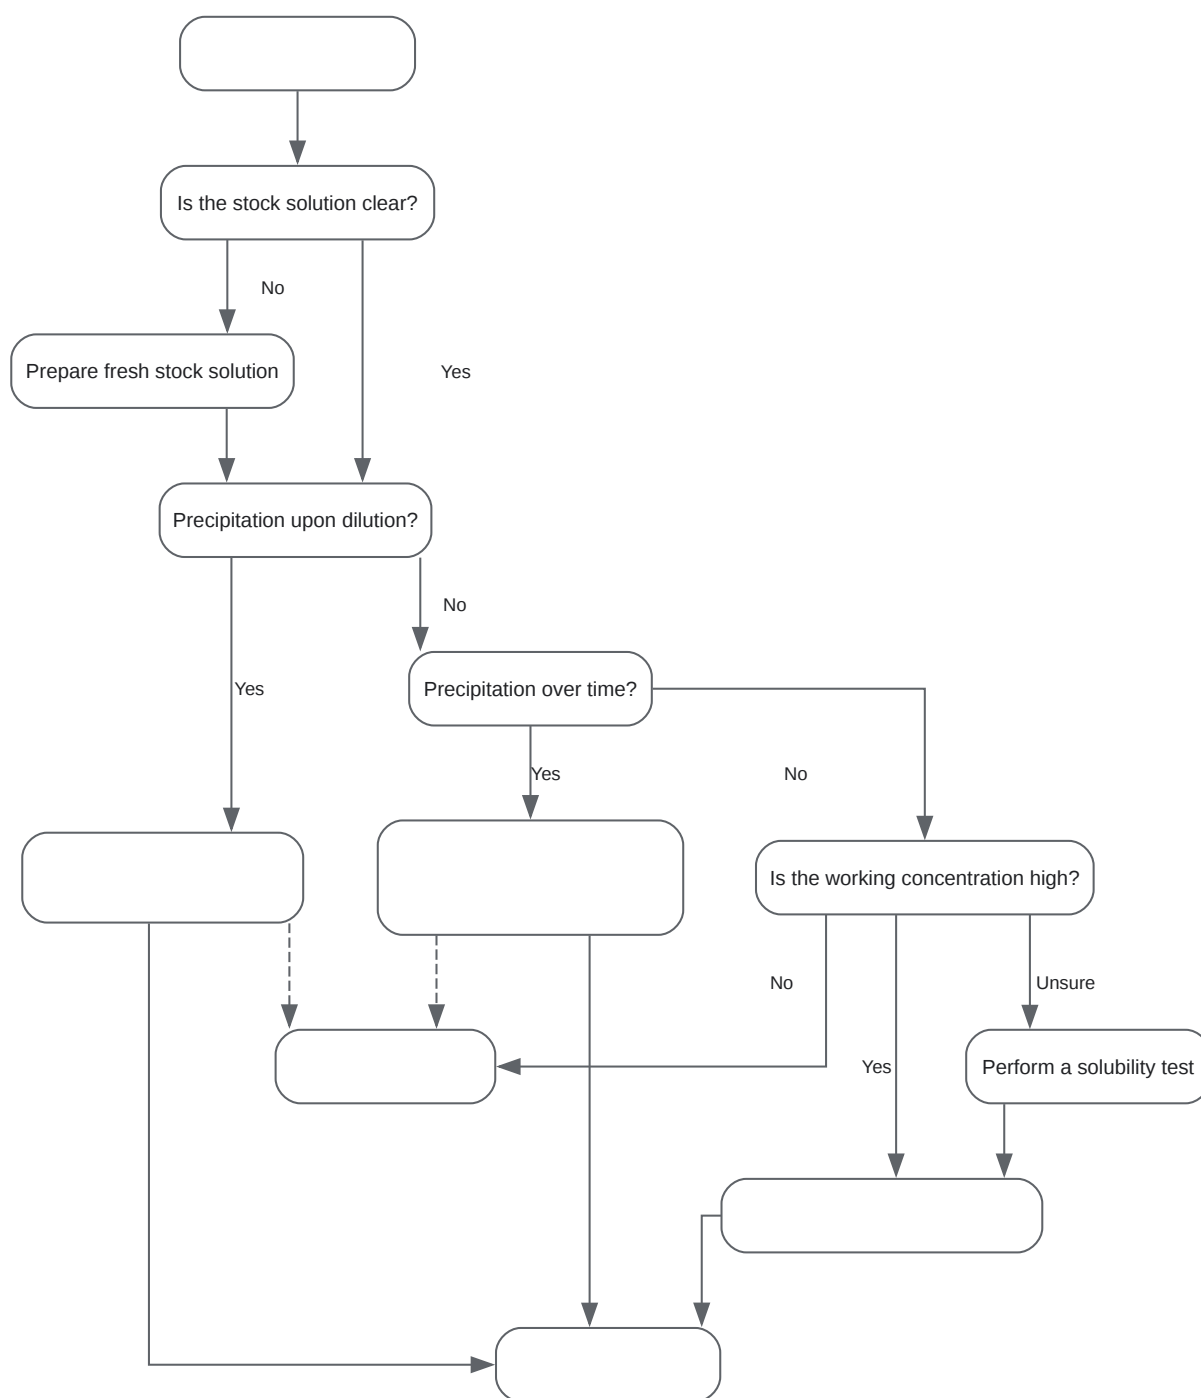 Is the stock solution clear?
No
Prepare fresh stock solution
Yes
Precipitation upon dilution?
No
Yes
Precipitation over time?
Yes
No
Is the working concentration high?
No
Unsure
Yes
Perform a solubility test